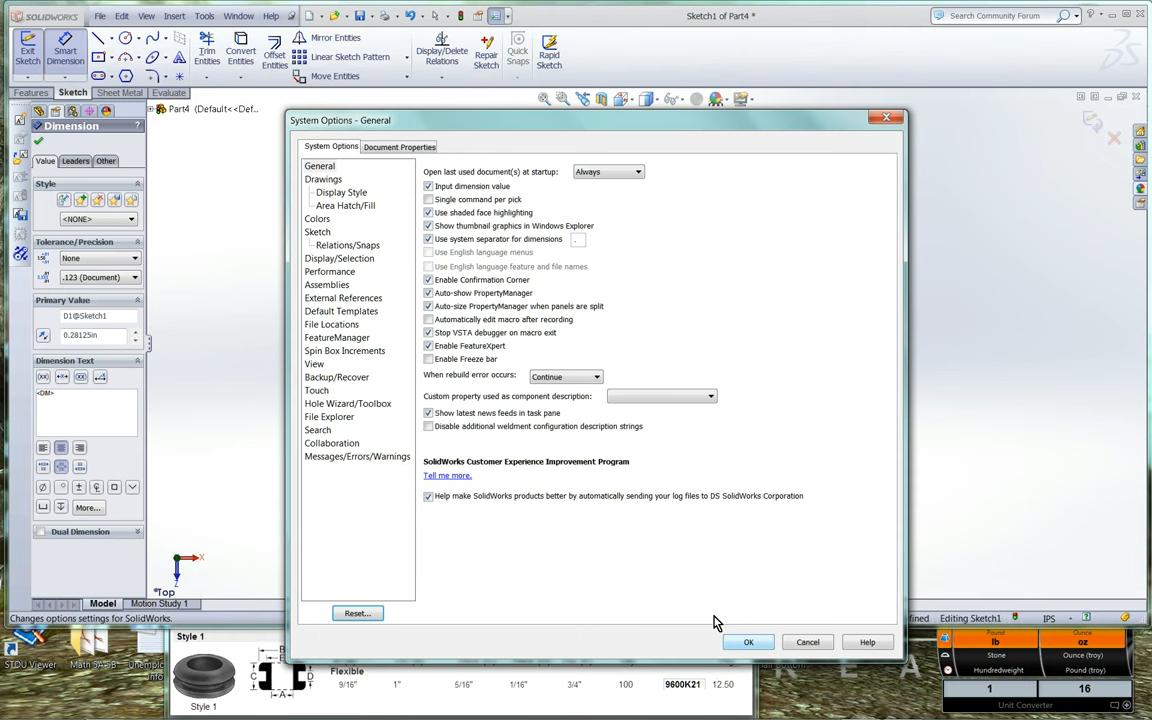 SOLIDWORKS File Edit View Insert Tools Window Help Sketch1 of Part4 * Search Community Forum
Exit Sketch Smart Dimension Trim Entities Convert Entities Offset Entities Mirror Entities Display/Delete Relations Repair Sketch Quick Snaps Rapid Sketch
Linear Sketch Pattern
Move Entities
Features Sketch Sheet Metal Evaluate
Part4 (Default<<Def...
Dimension
Value Leaders Other
Style
<NONE>
Tolerance/Precision
None
.123 (Document)
Primary Value
D1@Sketch1
0.28125in
Dimension Text
<DIM>
More...
Dual Dimension
System Options - General
System Options Document Properties
General
Drawings
Display Style
Area Hatch/Fill
Colors
Sketch
Relations/Snaps
Display/Selection
Performance
Assemblies
External References
Default Templates
File Locations
FeatureManager
Spin Box Increments
View
Backup/Recover
Touch
Hole Wizard/Toolbox
File Explorer
Search
Collaboration
Messages/Errors/Warnings
Reset...
Open last used document(s) at startup: Always
Input dimension value
Single command per pick
Use shaded face highlighting
Show thumbnail graphics in Windows Explorer
Use system separator for dimensions .
Use English language menus
Use English language feature and file names
Enable Confirmation Corner
Auto-show PropertyManager
Auto-size PropertyManager when panels are split
Automatically edit macro after recording
Stop VSTA debugger on macro exit
Enable FeatureXpert
Enable Freeze bar
When rebuild error occurs: Continue
Custom property used as component description:
Show latest news feeds in task pane
Disable additional weldment configuration description strings
SolidWorks Customer Experience Improvement Program
Tell me more.
Help make SolidWorks products better by automatically sending your log files to DS SolidWorks Corporation
OK Cancel Help
X
Z
*Top
Model Motion Study 1
Changes options settings for SolidWorks.
Editing Sketch1 IPS
STDU Viewer Math SA-SB Unemp Info
Style 1
B
C D
A
Style 1
Flexible
9/16" 1" 5/16" 1/16" 3/4" 100 9600K21 12.50
Pound lb Ounce oz
Stone Ounce (troy)
Hundredweight Pound (troy)
1 16
Unit Converter